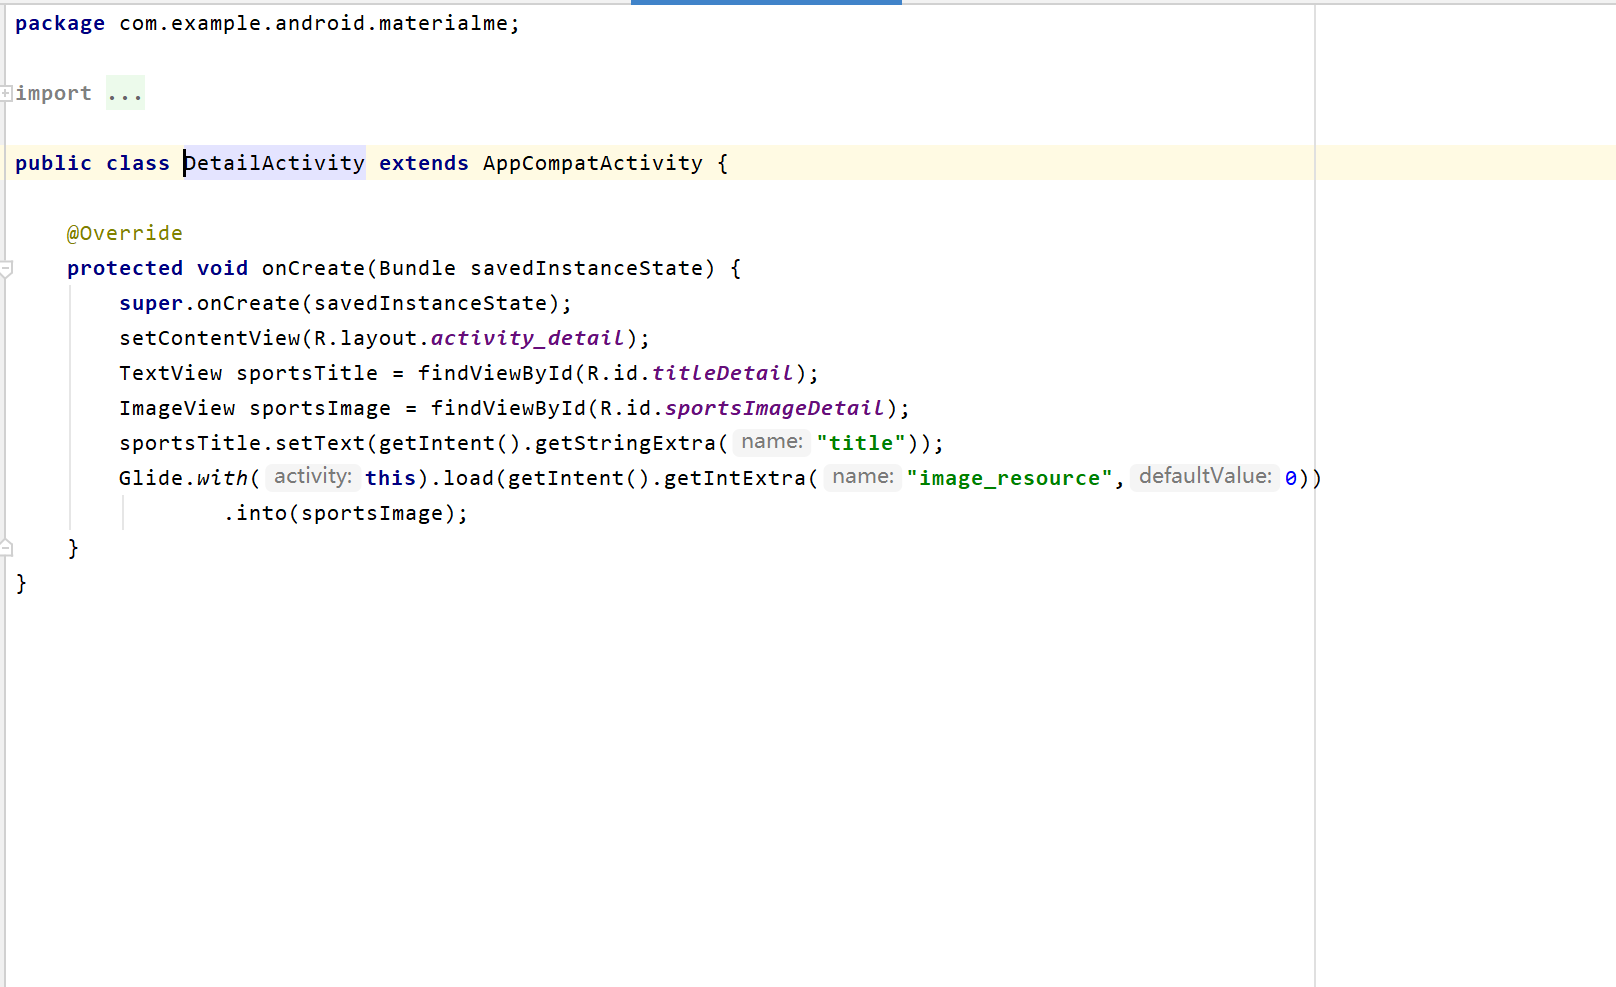 package com.example.android.materialme;
import ...
public class DetailActivity extends AppCompatActivity {
@Override
protected void onCreate(Bundle savedInstanceState) {
super.onCreate(savedInstanceState);
setContentView(R.layout.activity_detail);
TextView sportsTitle = findViewById(R.id.titleDetail);
ImageView sportsImage = findViewById(R.id.sportsImageDetail);
sportsTitle.setText(getIntent().getStringExtra( name: "title"));
Glide.with( activity: this).load(getIntent().getIntExtra( name: "image_resource", defaultValue: 0))
.into(sportsImage);
}
}